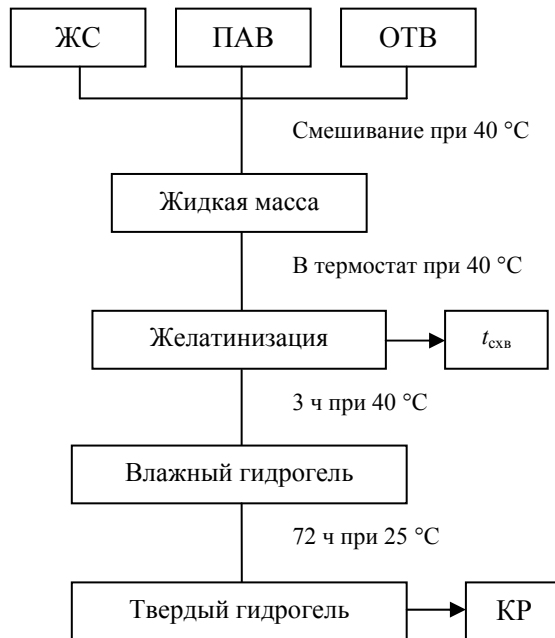 ЖС ПАВ ОТВ
Смешивание при 40 °C
Жидкая масса
В термостат при 40 °C
Желатинизация
tсхв
3 ч при 40 °C
Влажный гидрогель
72 ч при 25 °C
Твердый гидрогель
КР